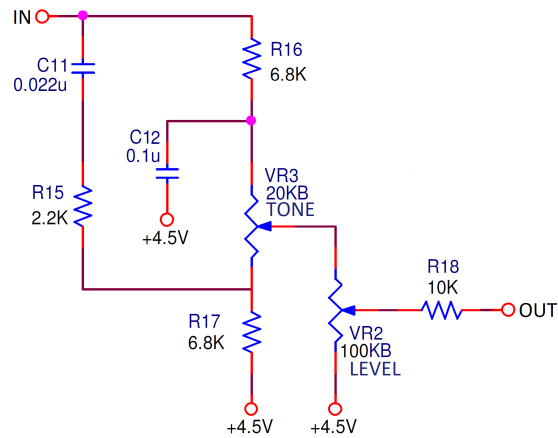 IN
R16
6.8K
C11
0.022u
C12
0.1u
VR3
20KB
TONE
R15
2.2K
+4.5V
R18
10K
OUT
R17
6.8K
VR2
100KB
LEVEL
+4.5V
+4.5V